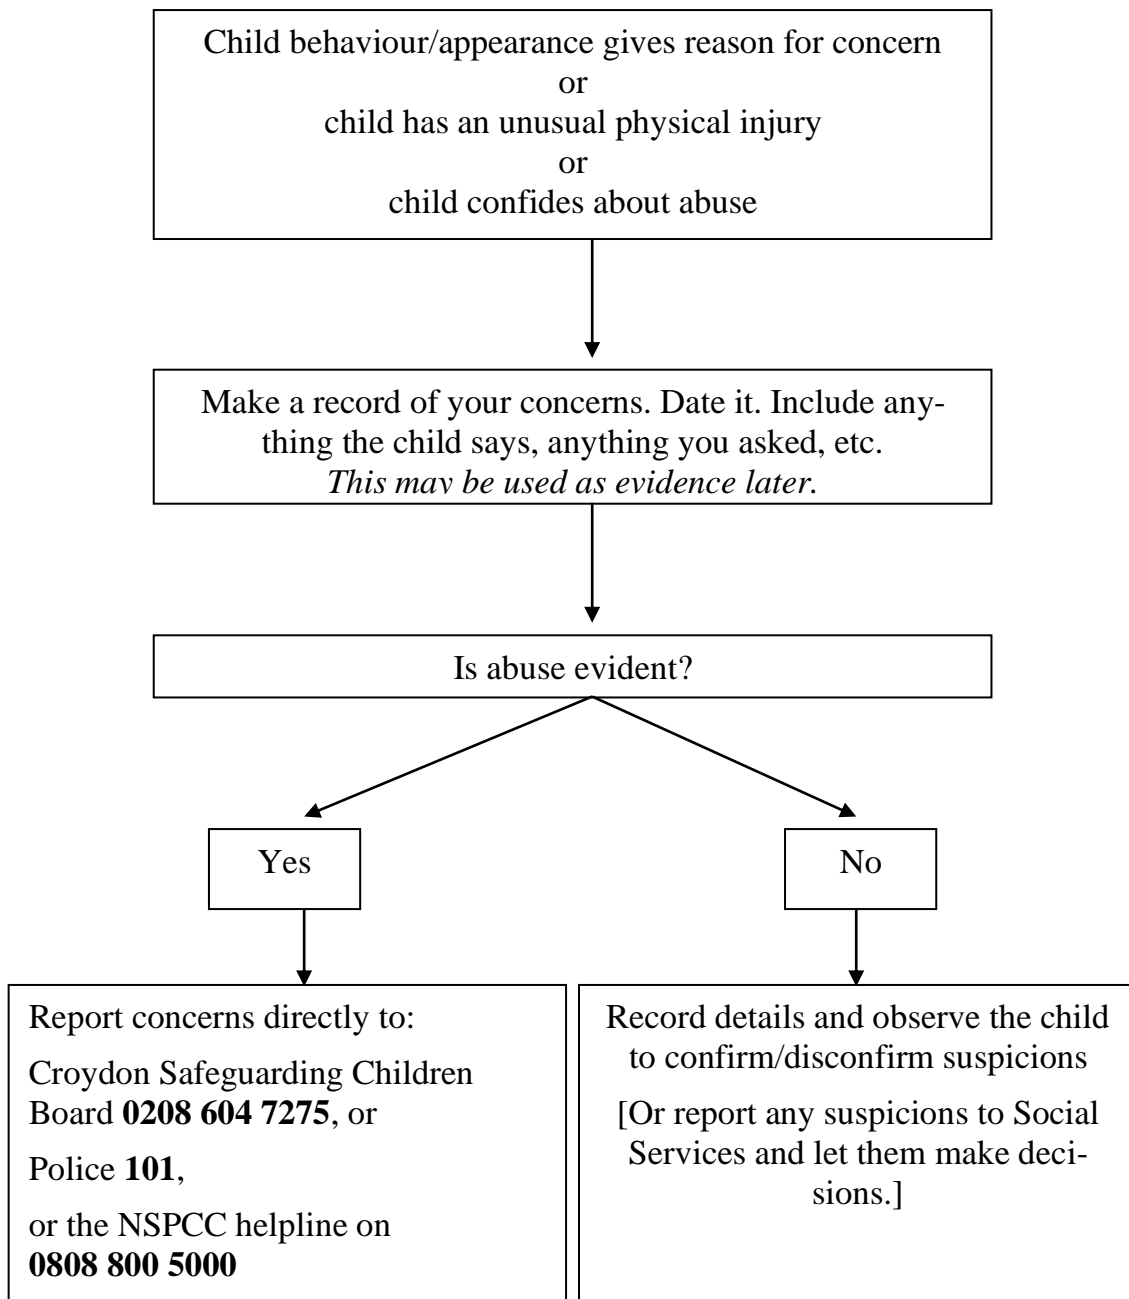 Child behaviour/appearance gives reason for concern
or
child has an unusual physical injury
or
child confides about abuse
Make a record of your concerns. Date it. Include any-
thing the child says, anything you asked, etc.
This may be used as evidence later.
Is abuse evident?
Yes
No
Report concerns directly to:
Croydon Safeguarding Children
Board 0208 604 7275, or
Police 101,
or the NSPCC helpline on
0808 800 5000
Record details and observe the child
to confirm/disconfirm suspicions
[Or report any suspicions to Social
Services and let them make deci-
sions.]